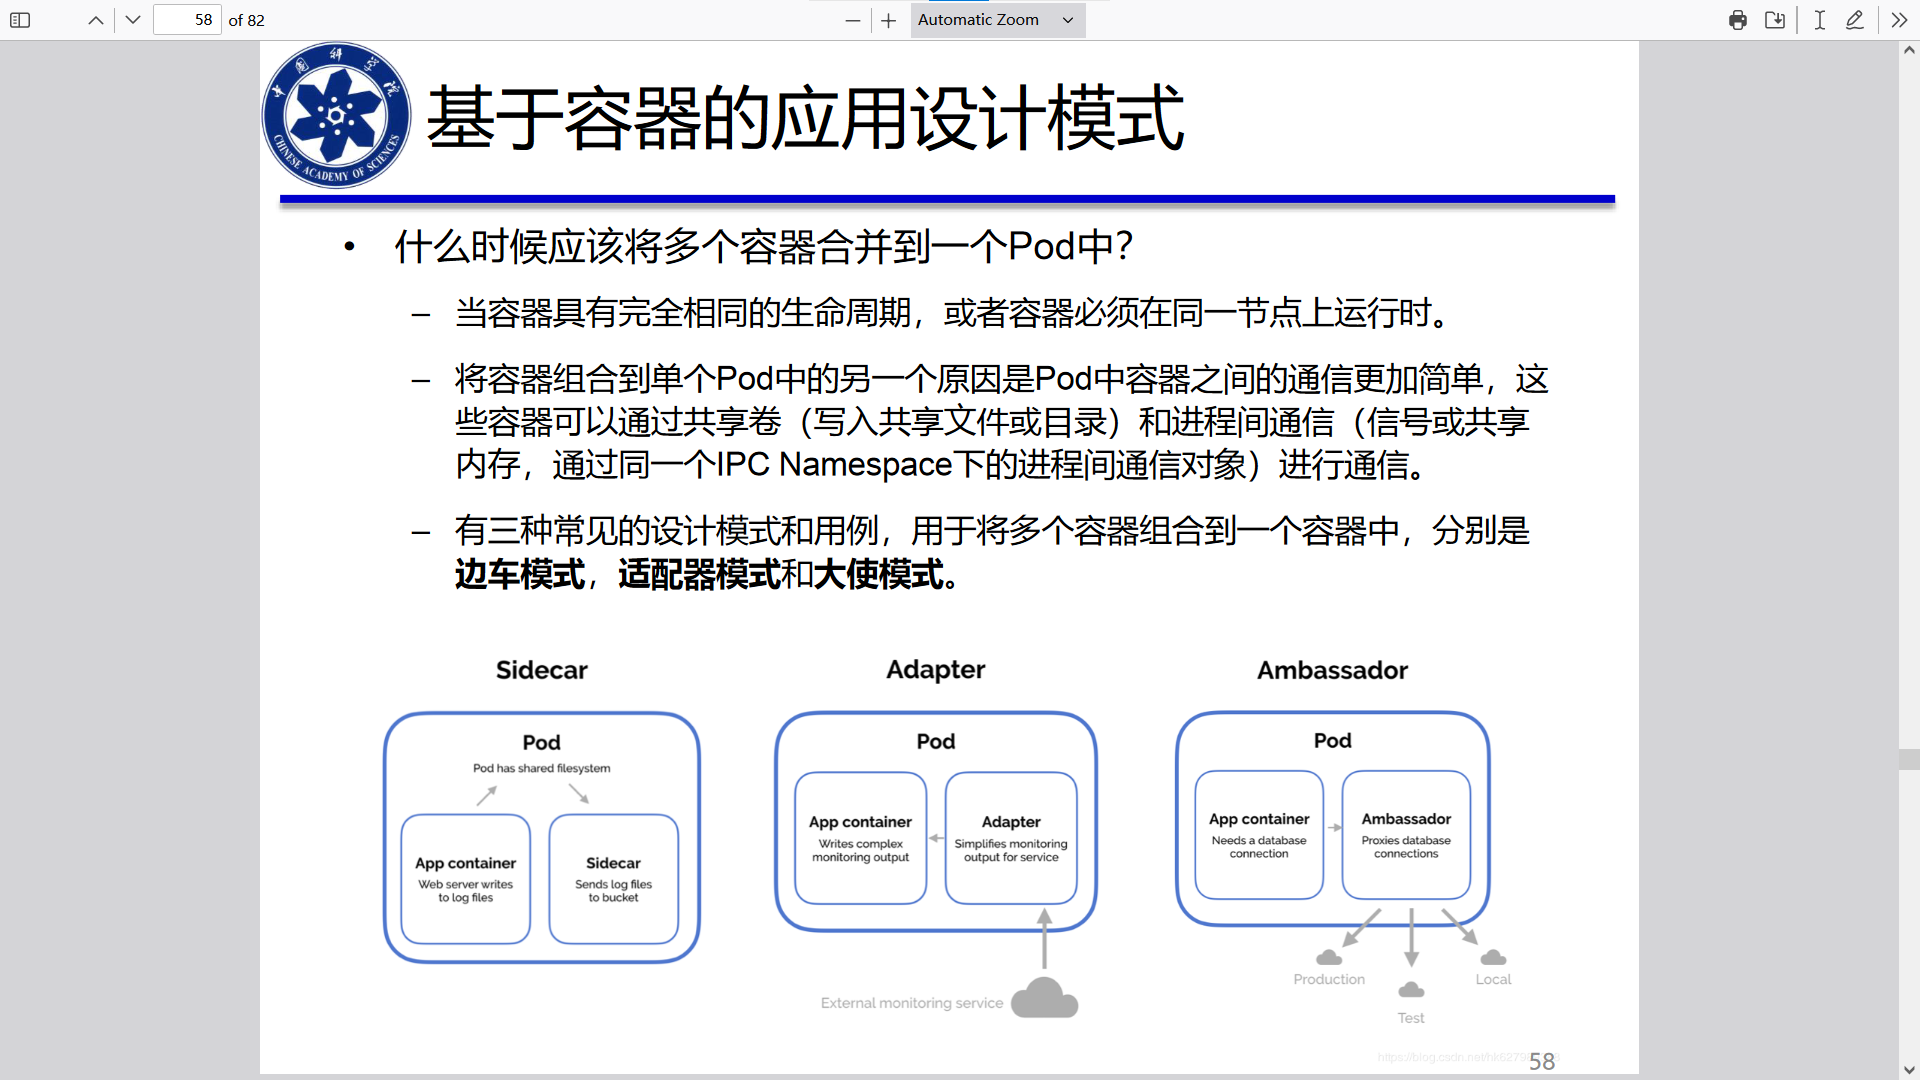 58 of 82
Automatic Zoom
中国科学院
CHINESE ACADEMY OF SCIENCES
基于容器的应用设计模式
• 什么时候应该将多个容器合并到一个Pod中?
– 当容器具有完全相同的生命周期，或者容器必须在同一节点上运行时。
– 将容器组合到单个Pod中的另一个原因是Pod中容器之间的通信更加简单，这
些容器可以通过共享卷（写入共享文件或目录）和进程间通信（信号或共享
内存，通过同一个IPC Namespace下的进程间通信对象）进行通信。
– 有三种常见的设计模式和用例，用于将多个容器组合到一个容器中，分别是
边车模式，适配器模式和大使模式。
Sidecar
Pod
Pod has shared filesystem
App container
Web server writes
to log files
Sidecar
Sends log files
to bucket
Adapter
Pod
App container
Writes complex
monitoring output
Adapter
Simplifies monitoring
output for service
External monitoring service
Ambassador
Pod
App container
Needs a database
connection
Ambassador
Proxies database
connections
Production
Test
Local
58